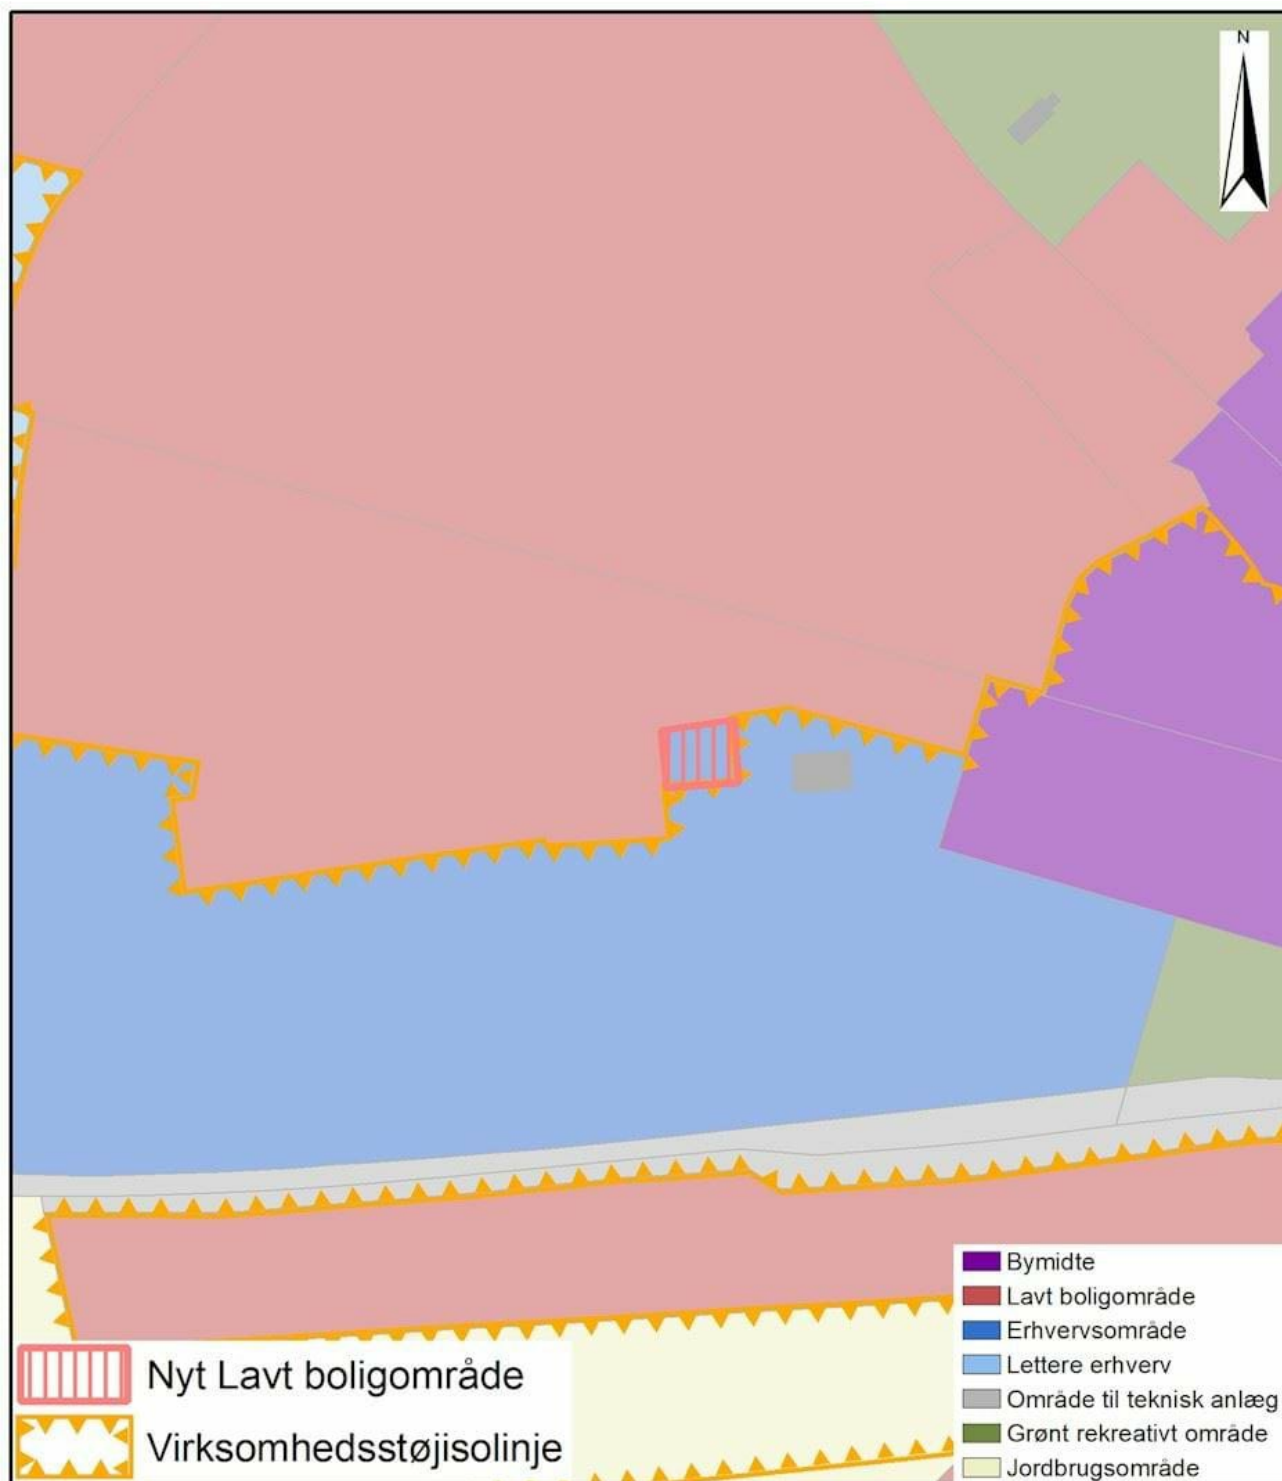 N
Bymidte
Lavt boligområde
Erhvervsområde
Lettere erhverv
Område til teknisk anlæg
Grønt rekreativt område
Jordbrugsområde
Nyt Lavt boligområde
Virksomhedsstøjisolinje